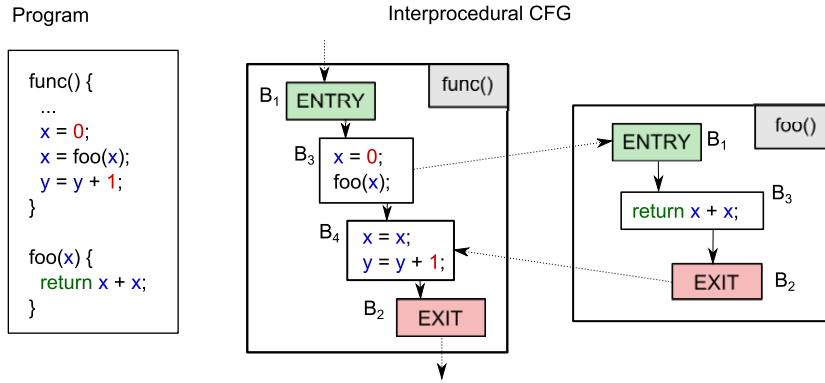 Program
Interprocedural CFG
func() {
...
x = 0;
x = foo(x);
y = y + 1;
}
foo(x) {
return x + x;
}
func()
B1
ENTRY
B3
x = 0;
foo(x);
B4
x = x;
y = y + 1;
B2
EXIT
foo()
ENTRY
B1
return x + x;
B3
EXIT
B2